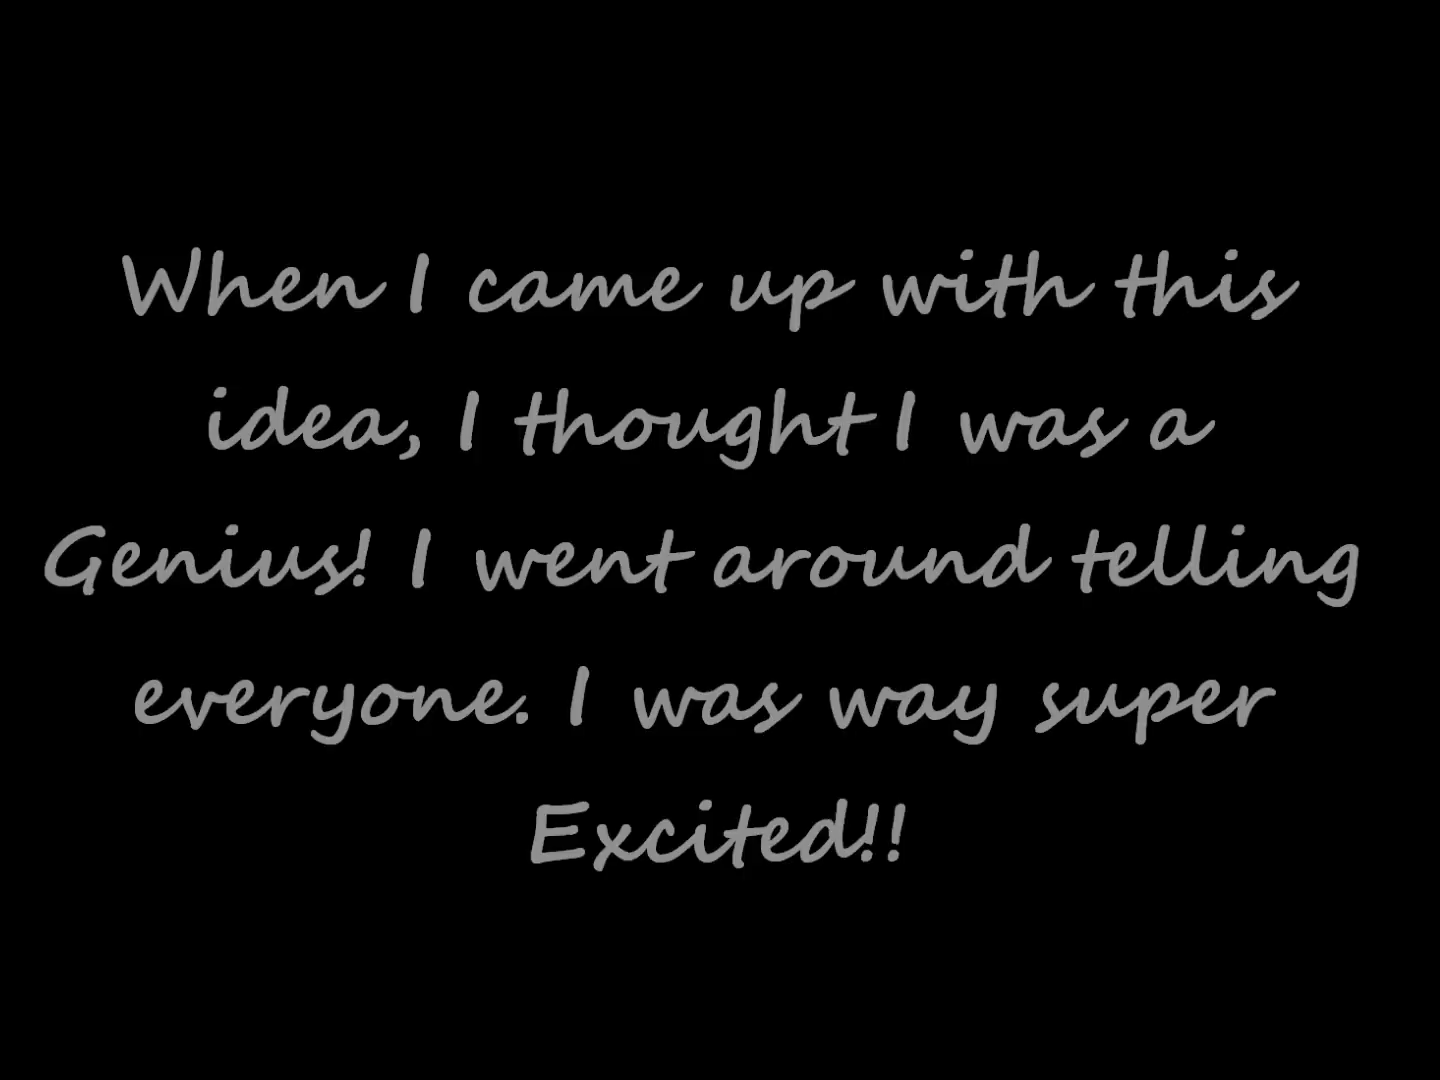 When I came up with this
idea, I thought I was a
Genius! I went around telling
everyone. I was way super
Excited!!